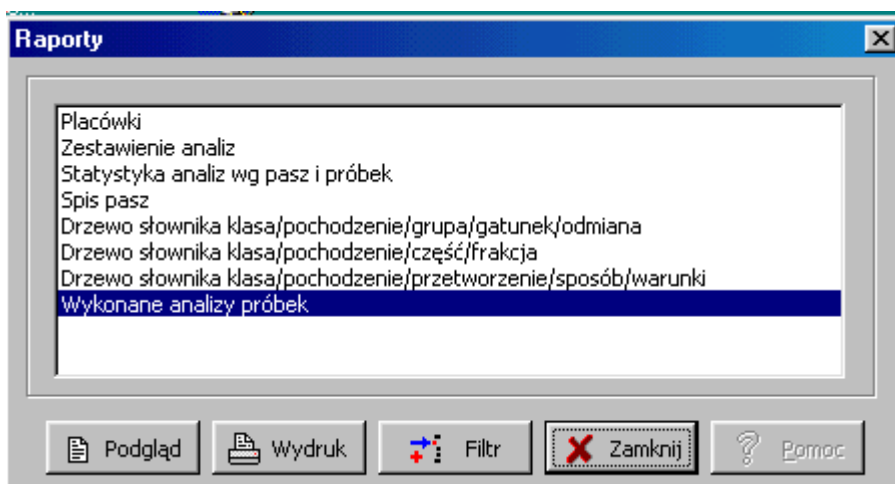 Raporty
Placówki
Zestawienie analiz
Statystyka analiz wg pasz i próbek
Spis pasz
Drzewo słownika klasa/pochodzenie/grupa/gatunek/odmiana
Drzewo słownika klasa/pochodzenie/część/frakcja
Drzewo słownika klasa/pochodzenie/przetworzenie/sposób/warunki
Wykonane analizy próbek
Podgląd Wydruk Filtr Zamknij Pomoc